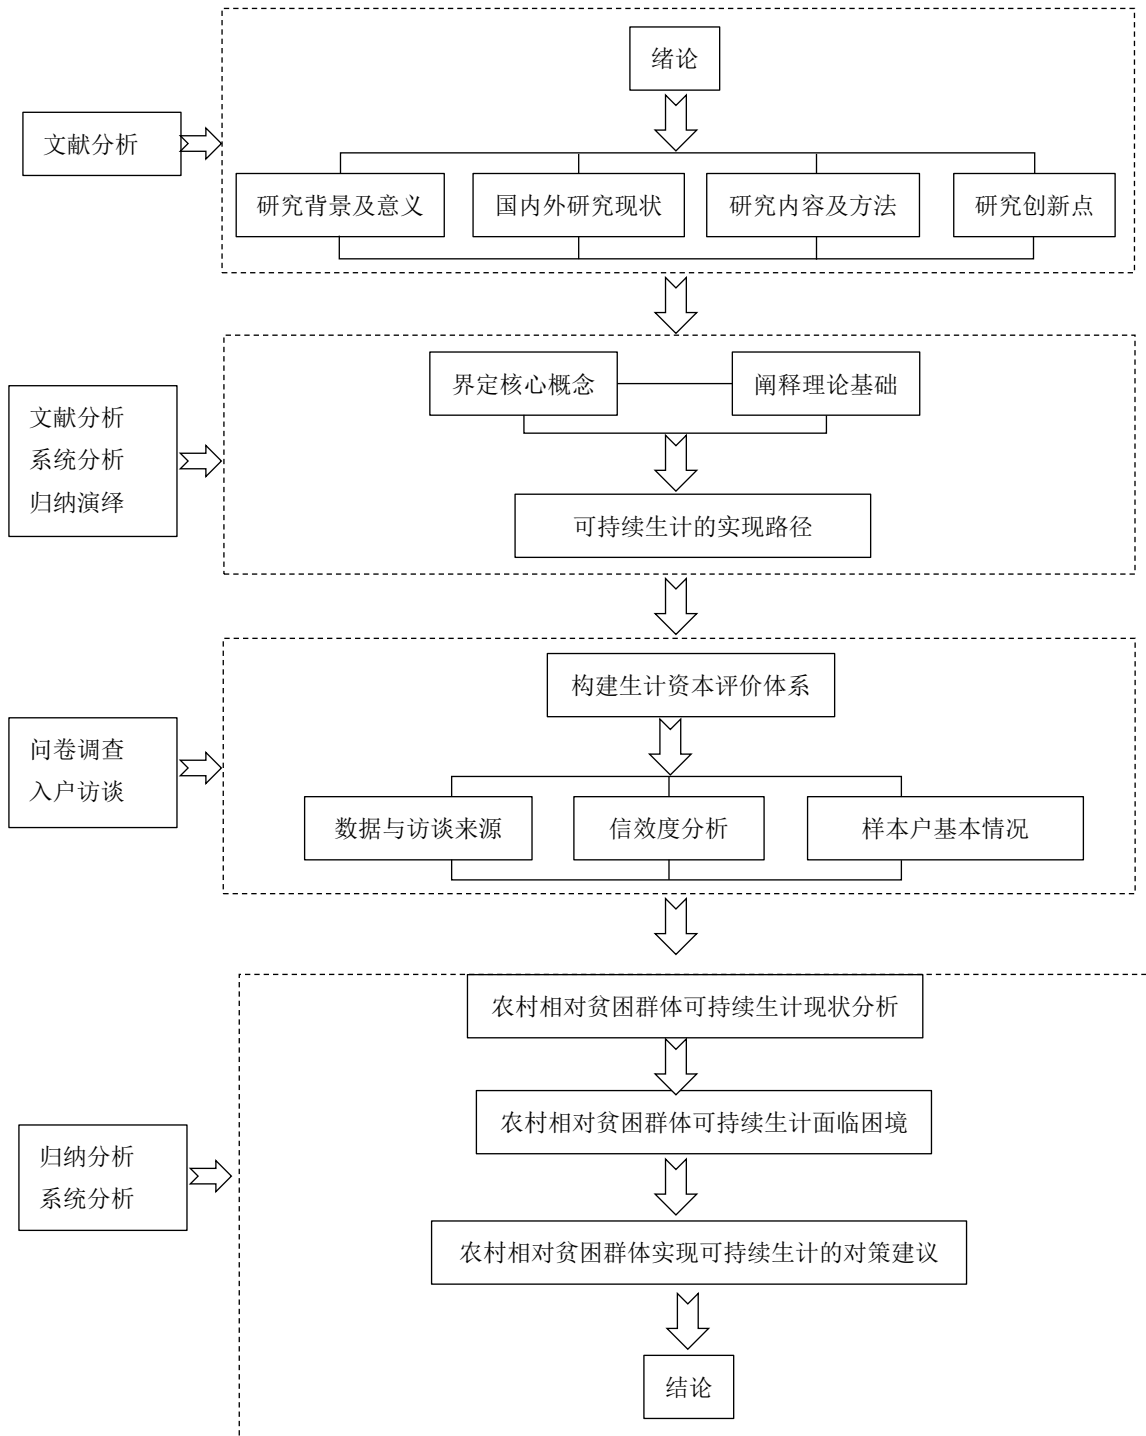 绪论
文献分析
研究背景及意义
国内外研究现状
研究内容及方法
研究创新点
界定核心概念
阐释理论基础
文献分析
系统分析
归纳演绎
可持续生计的实现路径
构建生计资本评价体系
问卷调查
入户访谈
数据与访谈来源
信效度分析
样本户基本情况
农村相对贫困群体可持续生计现状分析
农村相对贫困群体可持续生计面临困境
归纳分析
系统分析
农村相对贫困群体实现可持续生计的对策建议
结论